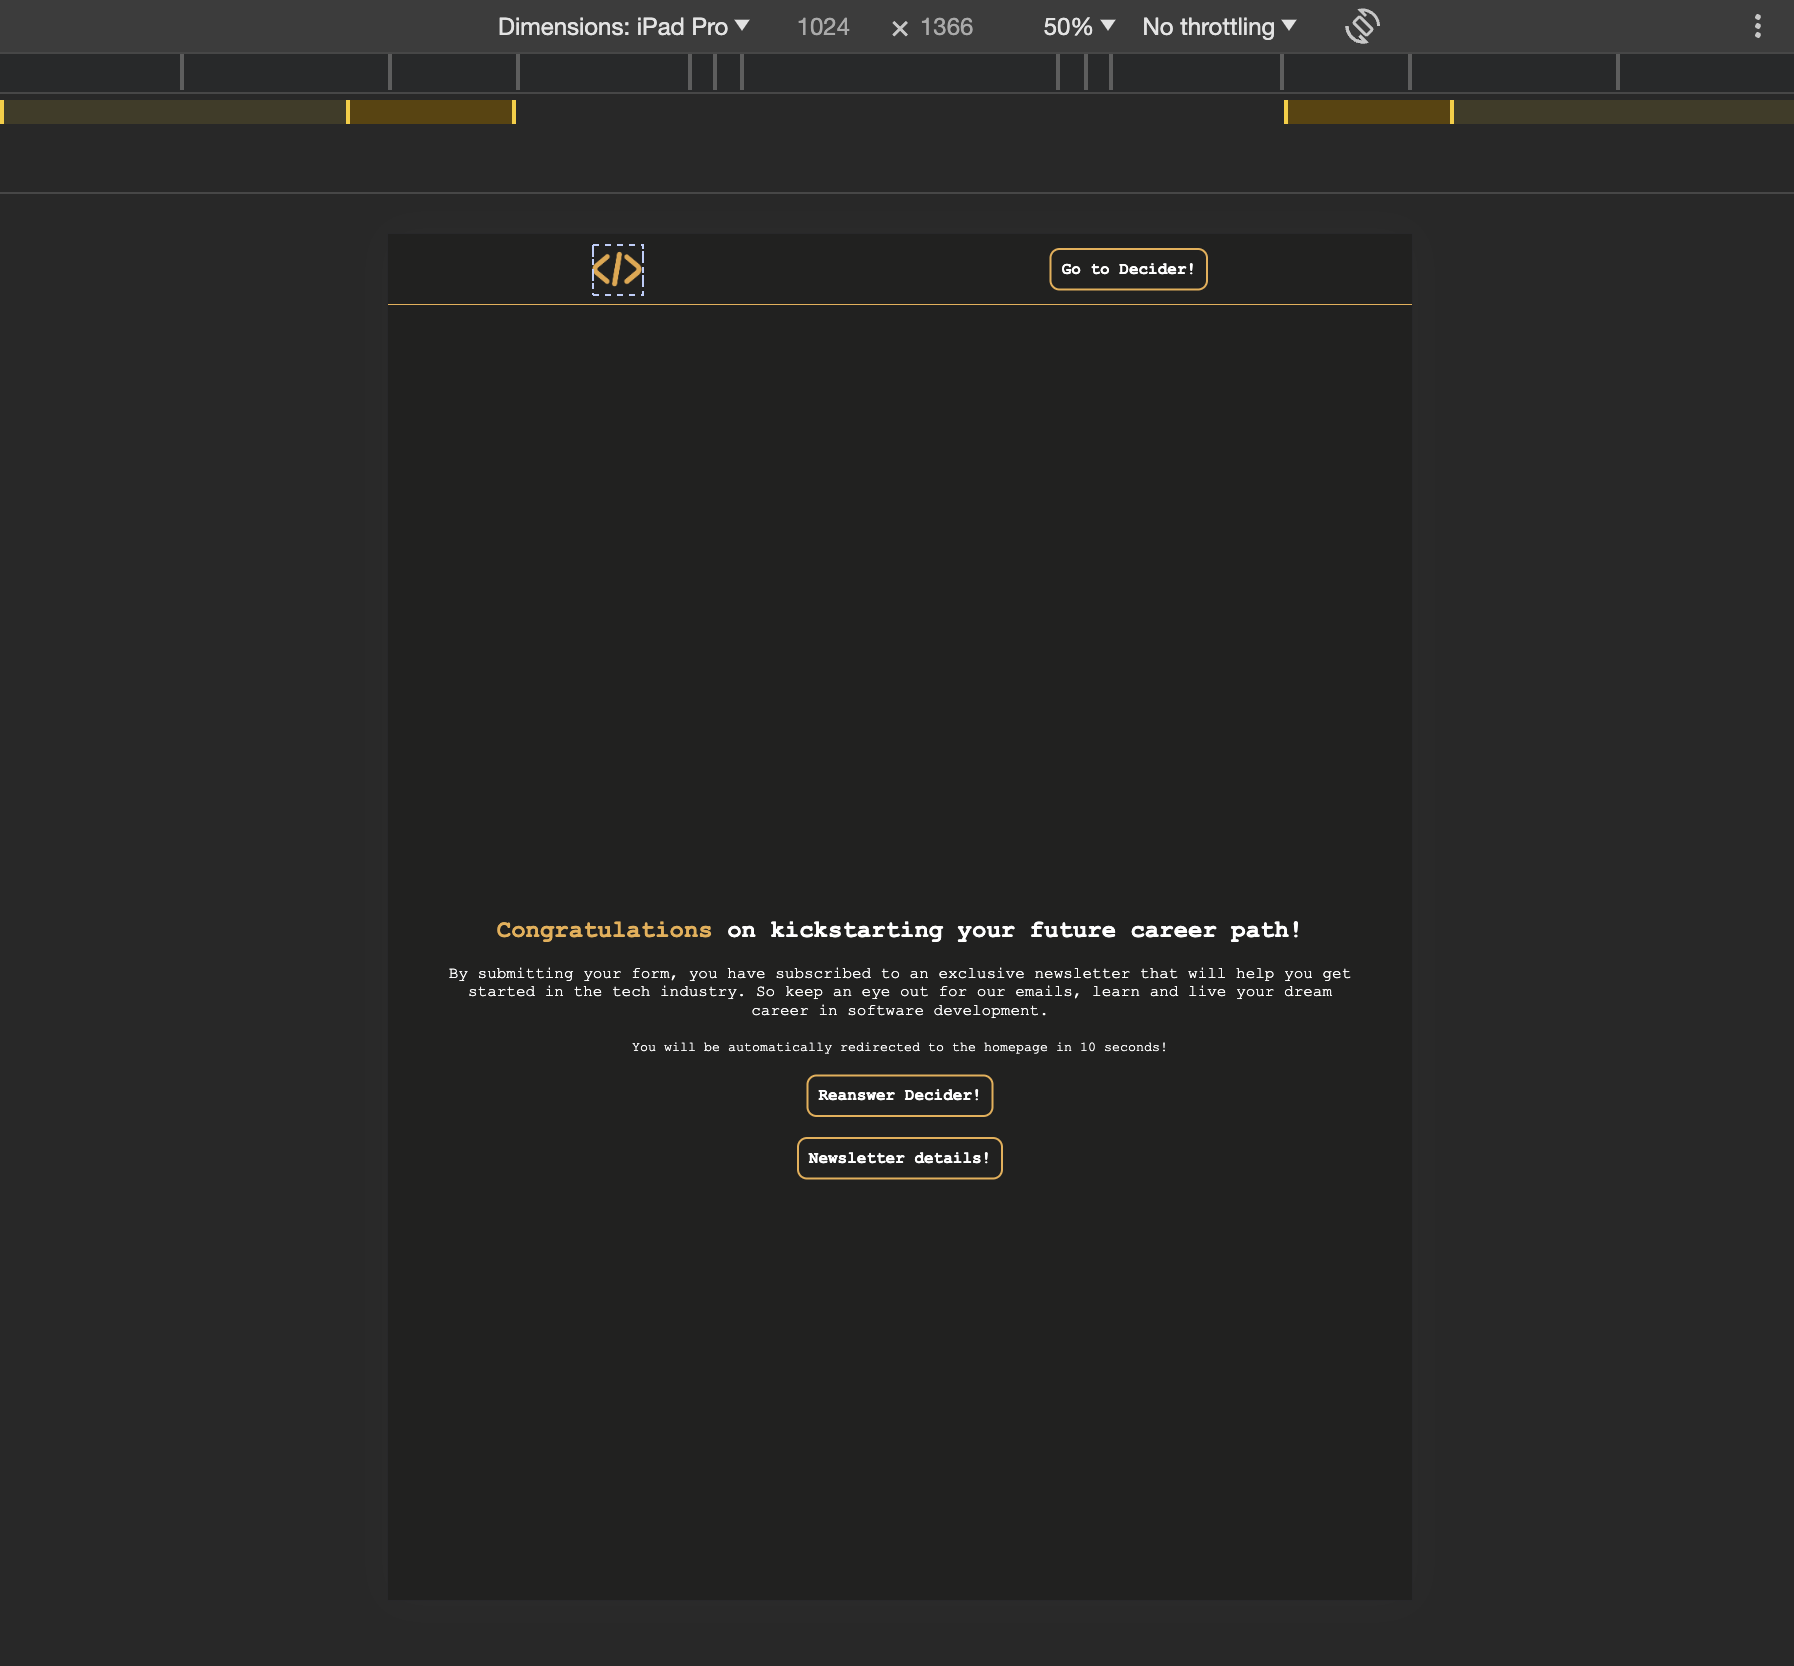 Dimensions: iPad Pro 1024 × 1366 50% No throttling
</> Go to Decider!
Congratulations on kickstarting your future career path!
By submitting your form, you have subscribed to an exclusive newsletter that will help you get
started in the tech industry. So keep an eye out for our emails, learn and live your dream
career in software development.
You will be automatically redirected to the homepage in 10 seconds!
Reanswer Decider!
Newsletter details!